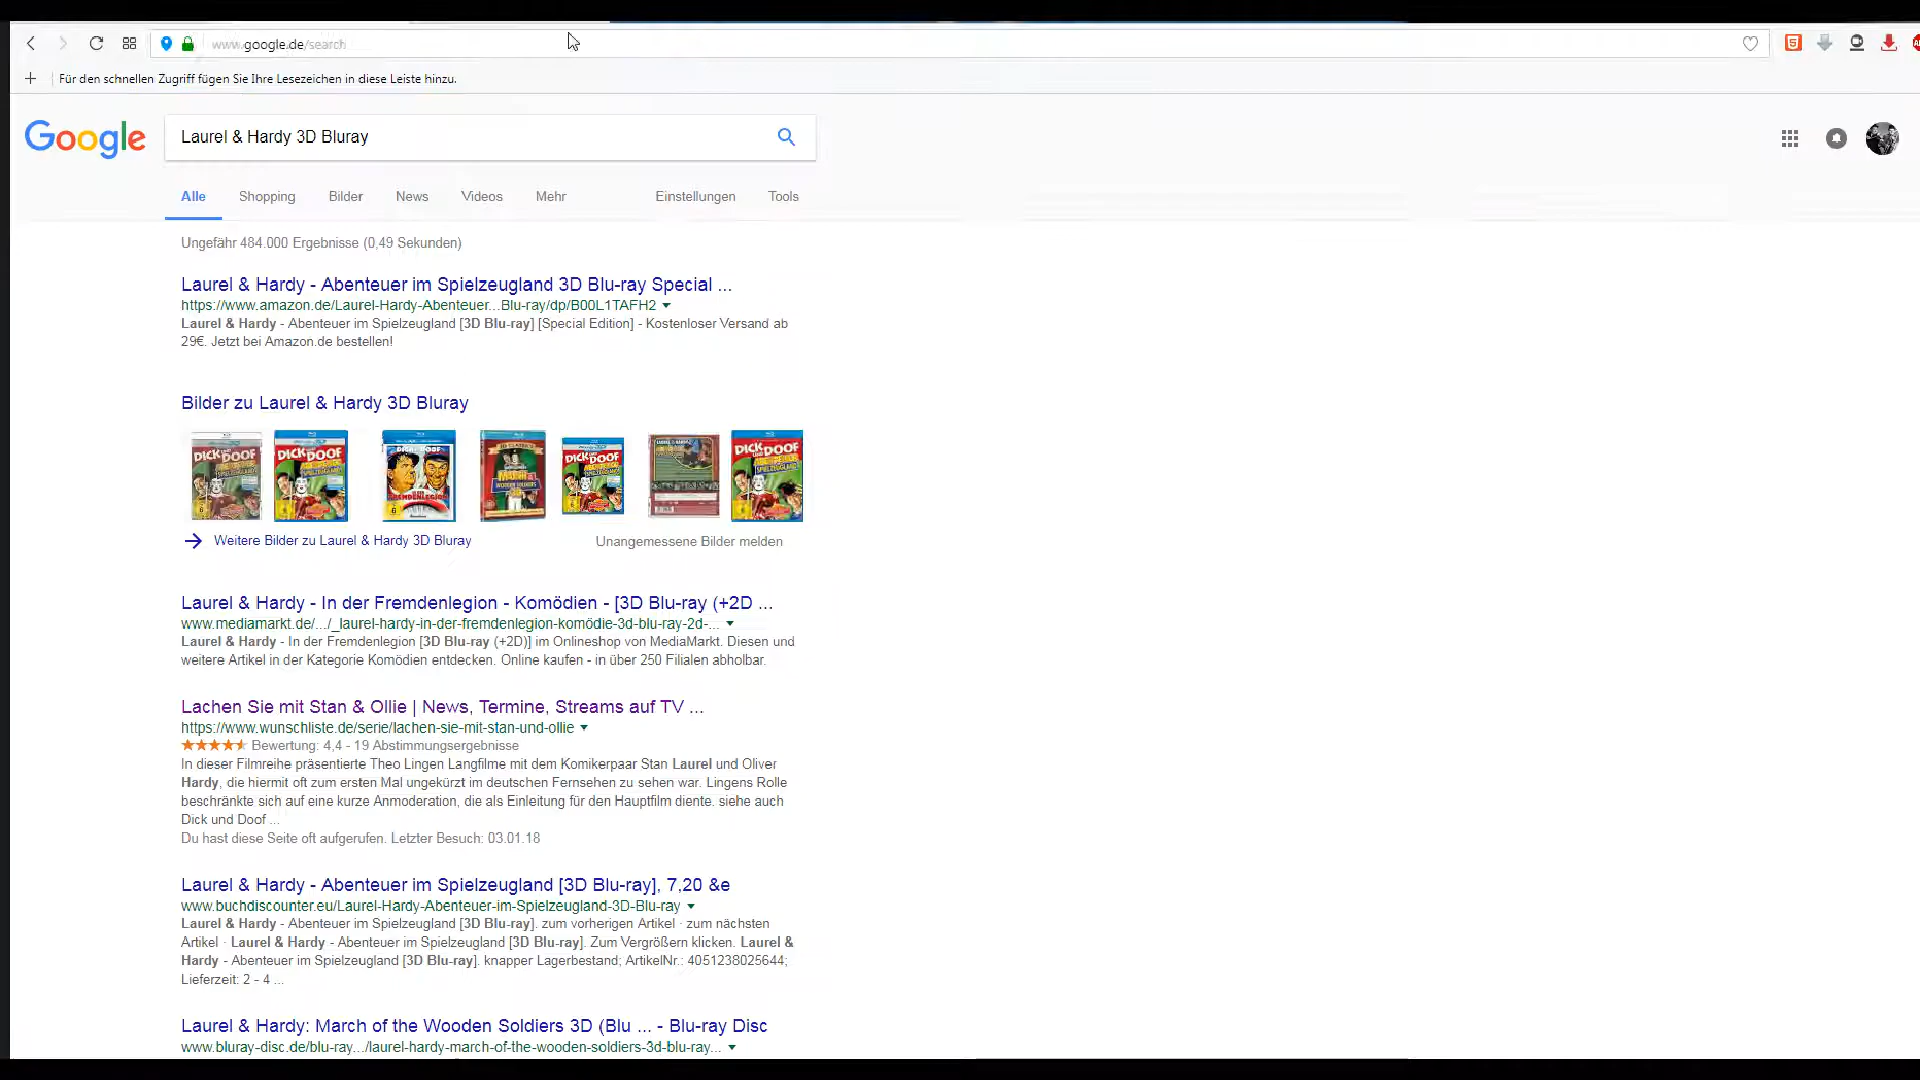 www.google.de/search
Für den schnellen Zugriff fügen Sie Ihre Lesezeichen in diese Leiste hinzu.
Google
Laurel & Hardy 3D Bluray
Alle Shopping Bilder News Videos Mehr Einstellungen Tools
Ungefähr 484.000 Ergebnisse (0,49 Sekunden)
Laurel & Hardy - Abenteuer im Spielzeugland 3D Blu-ray Special ...
https://www.amazon.de/Laurel-Hardy-Abenteuer...Blu-ray/dp/B00L1TAFH2
Laurel & Hardy - Abenteuer im Spielzeugland [3D Blu-ray] [Special Edition] - Kostenloser Versand ab
29€. Jetzt bei Amazon.de bestellen!
Bilder zu Laurel & Hardy 3D Bluray
DICK DOOF
DICK DOOF
DICK DOOF
DICK DOOF
DICK DOOF
Weitere Bilder zu Laurel & Hardy 3D Bluray
Unangemessene Bilder melden
Laurel & Hardy - In der Fremdenlegion - Komödien - [3D Blu-ray (+2D ...
www.mediamarkt.de/.../_laurel-hardy-in-der-fremdenlegion-komödie-3d-blu-ray-2d-...
Laurel & Hardy - In der Fremdenlegion [3D Blu-ray (+2D)] im Onlineshop von MediaMarkt. Diesen und
weitere Artikel in der Kategorie Komödien entdecken. Online kaufen - in über 250 Filialen abholbar.
Lachen Sie mit Stan & Ollie | News, Termine, Streams auf TV ...
https://www.wunschliste.de/serie/lachen-sie-mit-stan-und-ollie
Bewertung: 4,4 - 19 Abstimmungsergebnisse
In dieser Filmreihe präsentierte Theo Lingen Langfilme mit dem Komikerpaar Stan Laurel und Oliver
Hardy, die hiermit oft zum ersten Mal ungekürzt im deutschen Fernsehen zu sehen war. Lingens Rolle
beschränkte sich auf eine kurze Anmoderation, die als Einleitung für den Hauptfilm diente. siehe auch
Dick und Doof ...
Du hast diese Seite oft aufgerufen. Letzter Besuch: 03.01.18
Laurel & Hardy - Abenteuer im Spielzeugland [3D Blu-ray], 7,20 &e
www.buchdiscounter.eu/Laurel-Hardy-Abenteuer-im-Spielzeugland-3D-Blu-ray
Laurel & Hardy - Abenteuer im Spielzeugland [3D Blu-ray]. zum vorherigen Artikel · zum nächsten
Artikel · Laurel & Hardy - Abenteuer im Spielzeugland [3D Blu-ray]. Zum Vergrößern klicken. Laurel &
Hardy - Abenteuer im Spielzeugland [3D Blu-ray]. knapper Lagerbestand; ArtikelNr.: 4051238025644;
Lieferzeit: 2 - 4 ...
Laurel & Hardy: March of the Wooden Soldiers 3D (Blu ... - Blu-ray Disc
www.bluray-disc.de/blu-ray.../laurel-hardy-march-of-the-wooden-soldiers-3d-blu-ray...